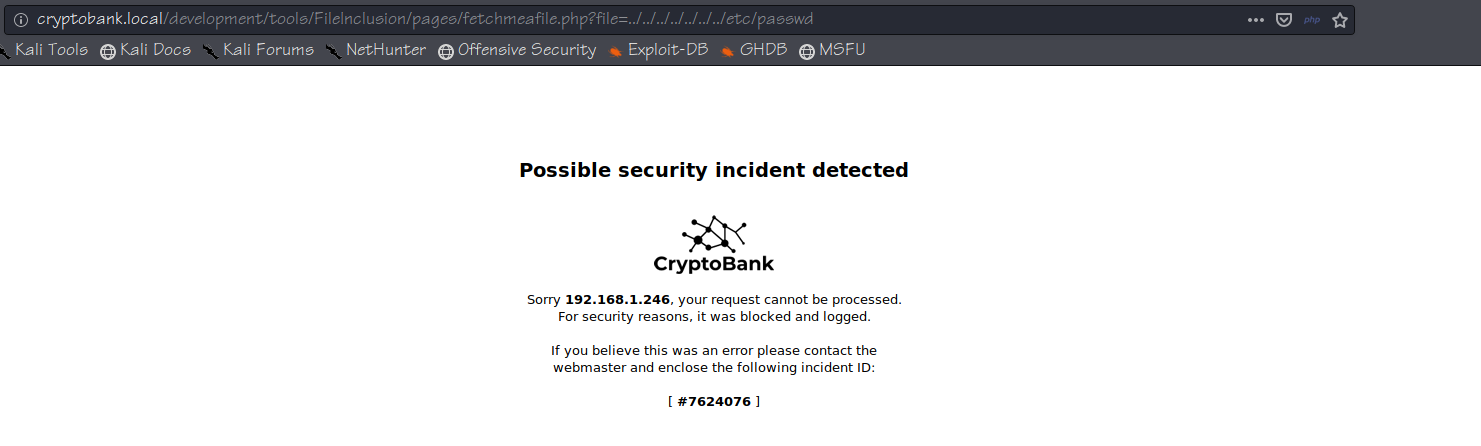 cryptobank.local/development/tools/FileInclusion/pages/fetchmeafile.php?file=../../../../../../../etc/passwd php
Kali Tools Kali Docs Kali Forums NetHunter Offensive Security Exploit-DB GHDB MSFU
Possible security incident detected
CryptoBank
Sorry 192.168.1.246, your request cannot be processed.
For security reasons, it was blocked and logged.
If you believe this was an error please contact the
webmaster and enclose the following incident ID:
[ #7624076 ]